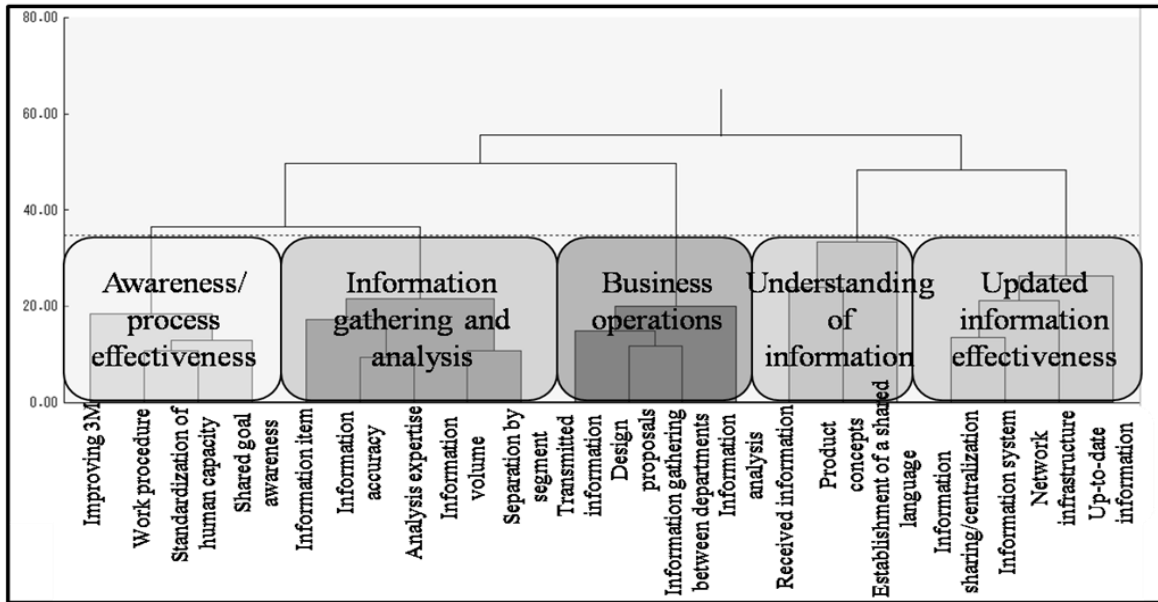 80.00
60.00
40.00
20.00
0.00
Awareness/
process
effectiveness
Information
gathering and
analysis
Business
operations
Understanding
of
information
Updated
information
effectiveness
Improving 3M
Work procedure
Standardization of
human capacity
Shared goal
awareness
Information item
Information
accuracy
Analysis expertise
Information
volume
Separation by
segment
Transmitted
information
Design
proposals
Information gathering
between departments
Information
analysis
Received information
Product
concepts
Establishment of a shared
language
Information
sharing/centralization
Information system
Network
infrastructure
Up-to-date
information